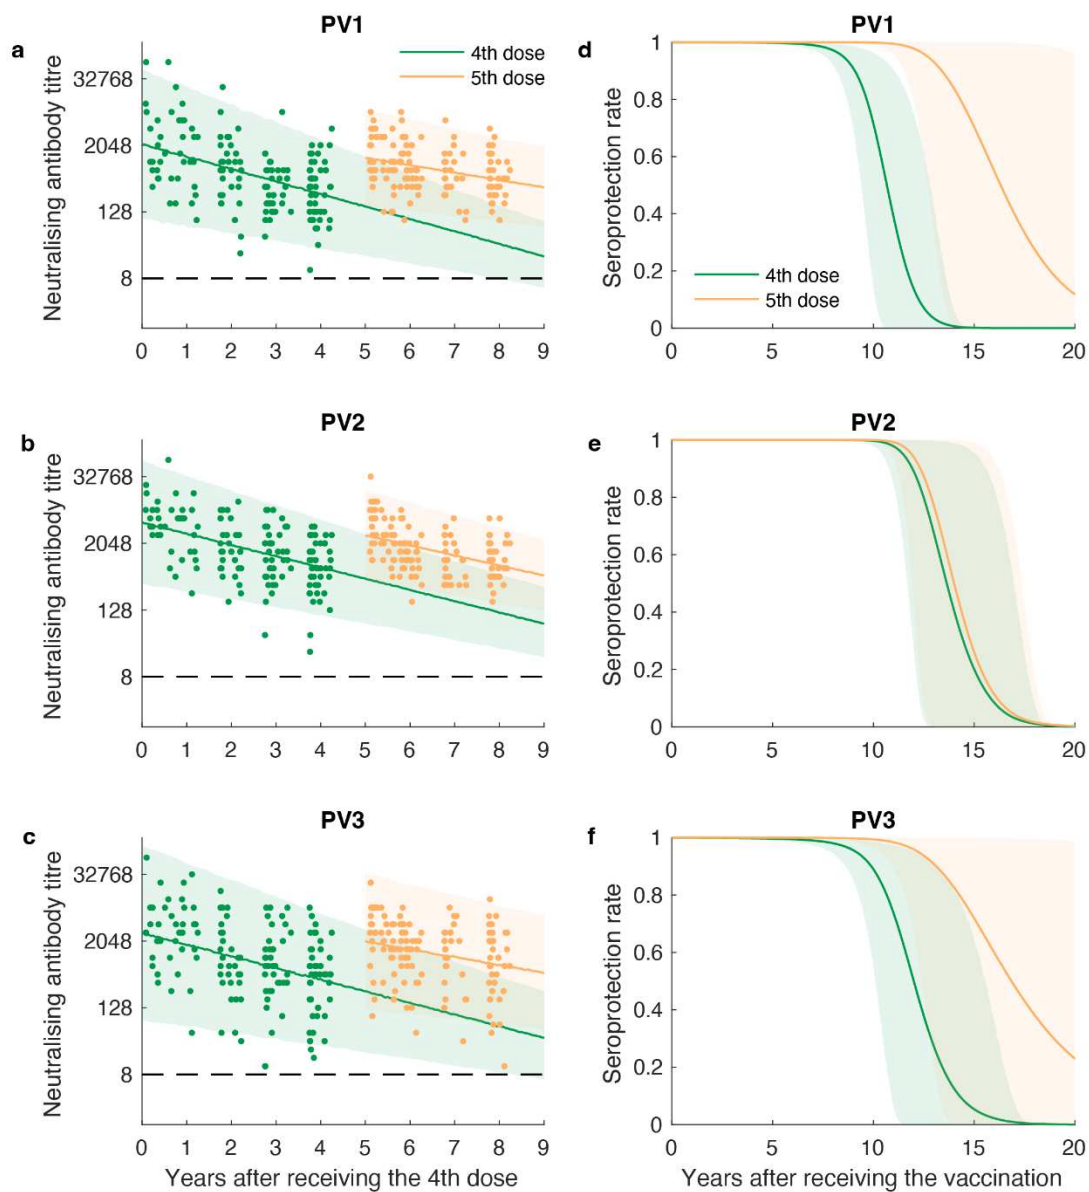 a
PV1
4th dose
5th dose
Neutralising antibody titre
32768
2048
128
8
0 1 2 3 4 5 6 7 8 9
d
PV1
Seroprotection rate
1
0.8
0.6
0.4
0.2
0
4th dose
5th dose
0 5 10 15 20
b
PV2
Neutralising antibody titre
32768
2048
128
8
0 1 2 3 4 5 6 7 8 9
e
PV2
Seroprotection rate
1
0.8
0.6
0.4
0.2
0
0 5 10 15 20
c
PV3
Neutralising antibody titre
32768
2048
128
8
0 1 2 3 4 5 6 7 8 9
Years after receiving the 4th dose
f
PV3
Seroprotection rate
1
0.8
0.6
0.4
0.2
0
0 5 10 15 20
Years after receiving the vaccination